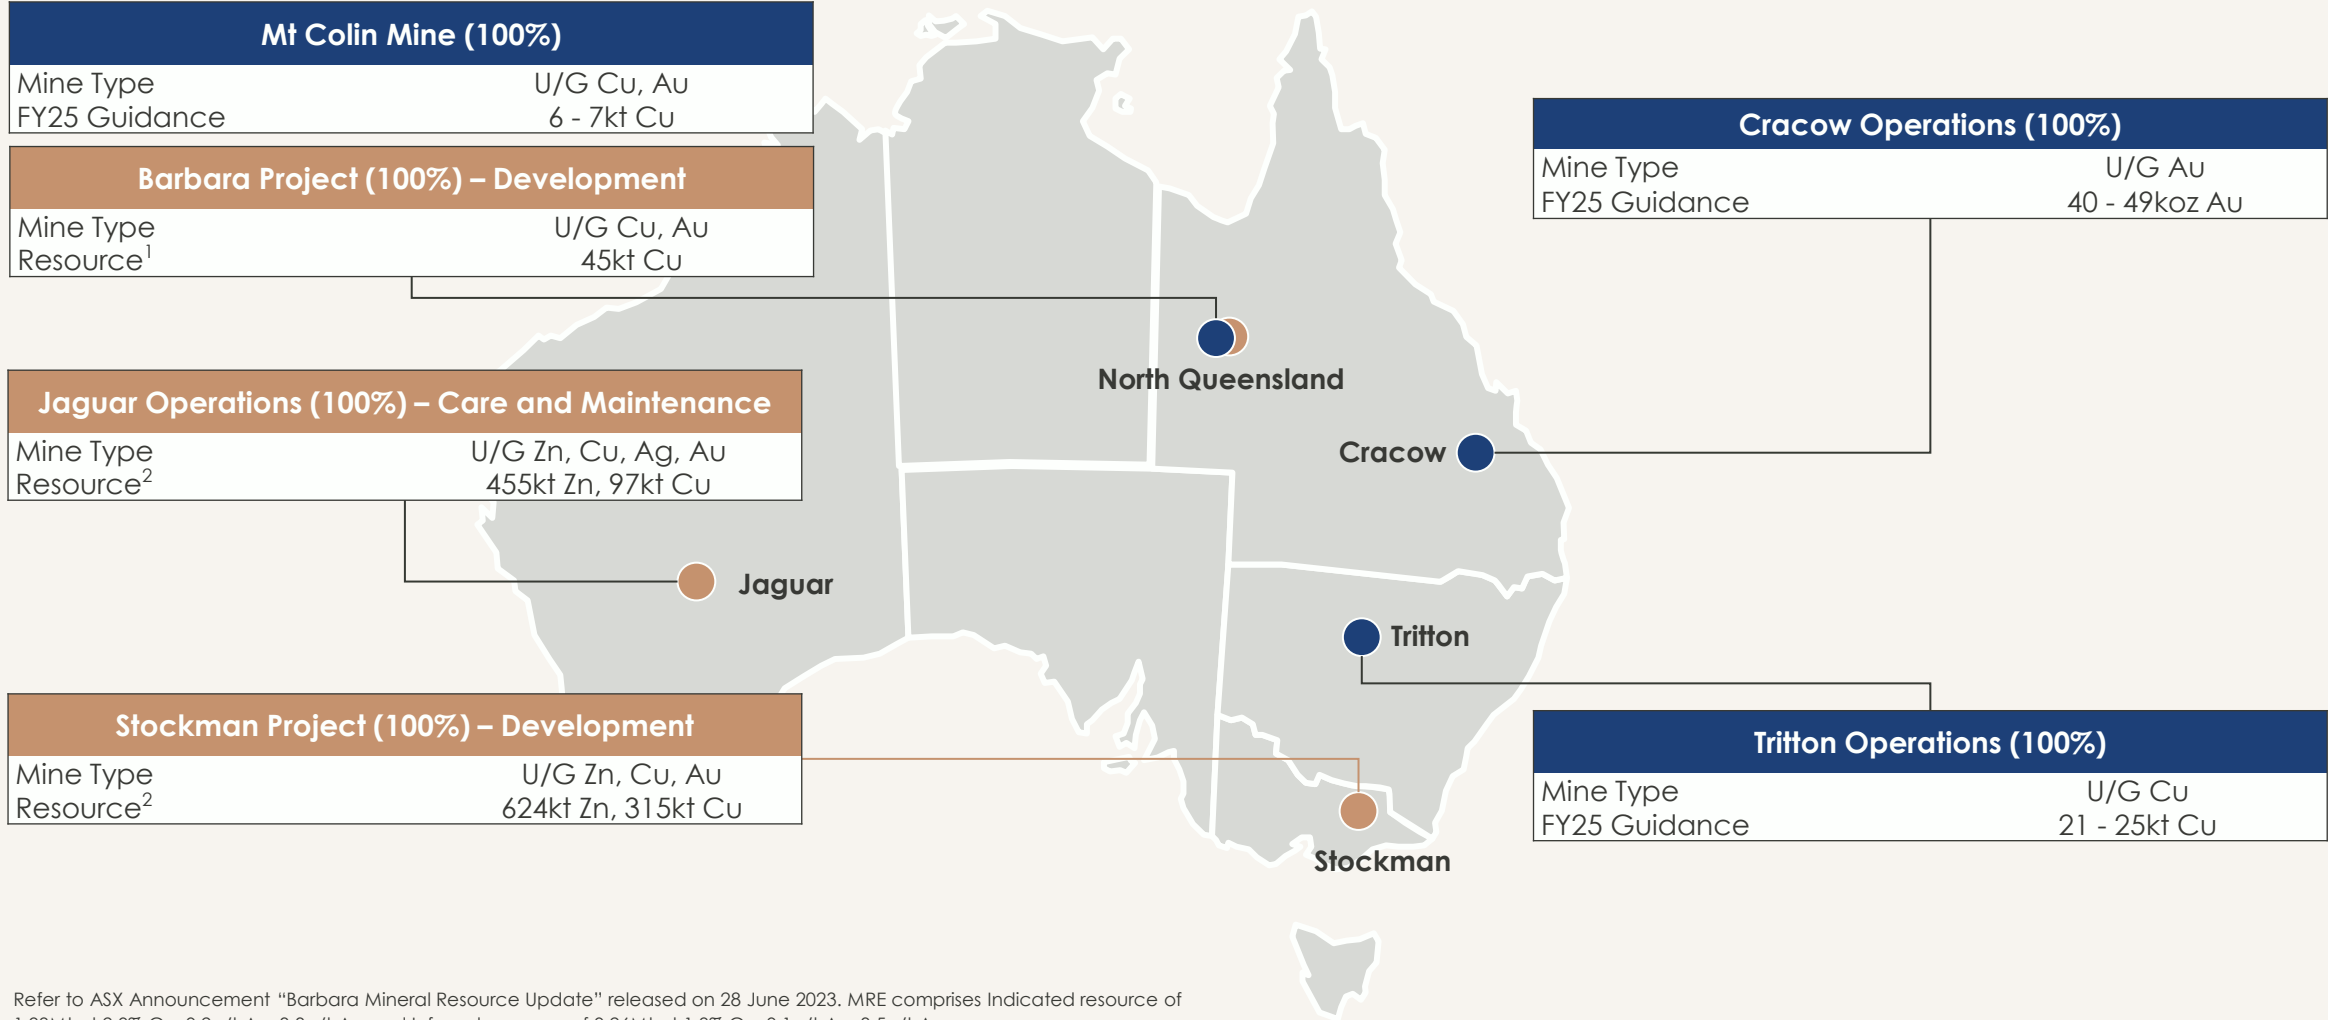 Mt Colin Mine (100%)
Mine Type U/G Cu, Au
FY25 Guidance 6 - 7kt Cu
Barbara Project (100%) – Development
Mine Type U/G Cu, Au
Resource1 45kt Cu
Jaguar Operations (100%) – Care and Maintenance
Mine Type U/G Zn, Cu, Ag, Au
Resource2 455kt Zn, 97kt Cu
Stockman Project (100%) – Development
Mine Type U/G Zn, Cu, Au
Resource2 624kt Zn, 315kt Cu
North Queensland
Cracow
Jaguar
Tritton
Stockman
Cracow Operations (100%)
Mine Type U/G Au
FY25 Guidance 40 - 49koz Au
Tritton Operations (100%)
Mine Type U/G Cu
FY25 Guidance 21 - 25kt Cu
Refer to ASX Announcement “Barbara Mineral Resource Update” released on 28 June 2023. MRE comprises Indicated resource of